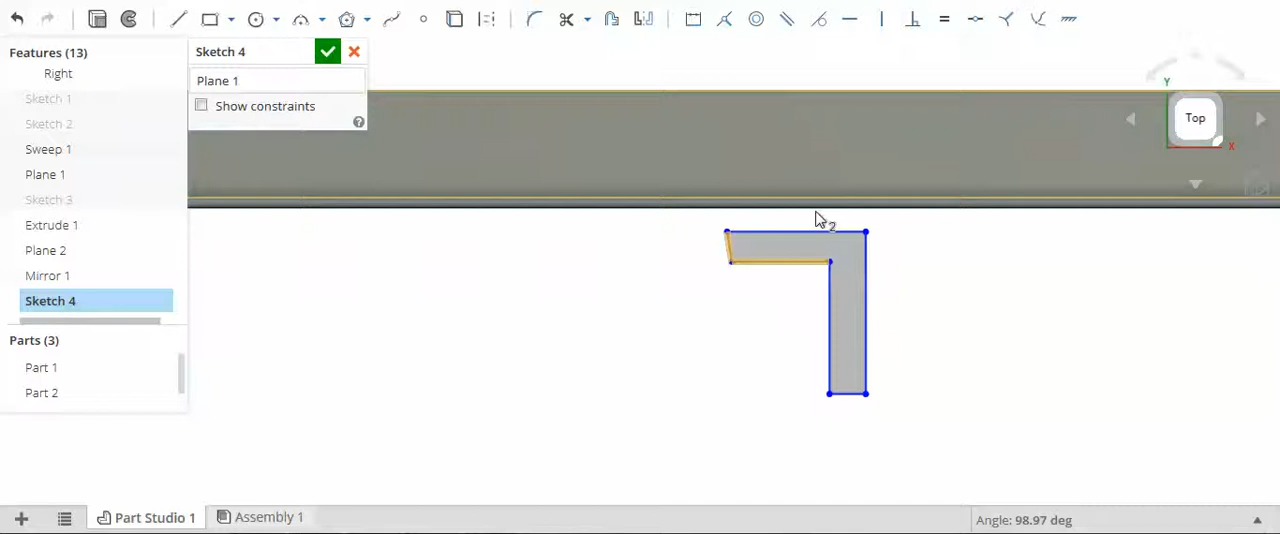 Features (13)
Right
Sketch 1
Sketch 2
Sweep 1
Plane 1
Sketch 3
Extrude 1
Plane 2
Mirror 1
Sketch 4
Parts (3)
Part 1
Part 2
Sketch 4
Plane 1
Show constraints
Y
Top
X
2
Part Studio 1
Assembly 1
Angle: 98.97 deg